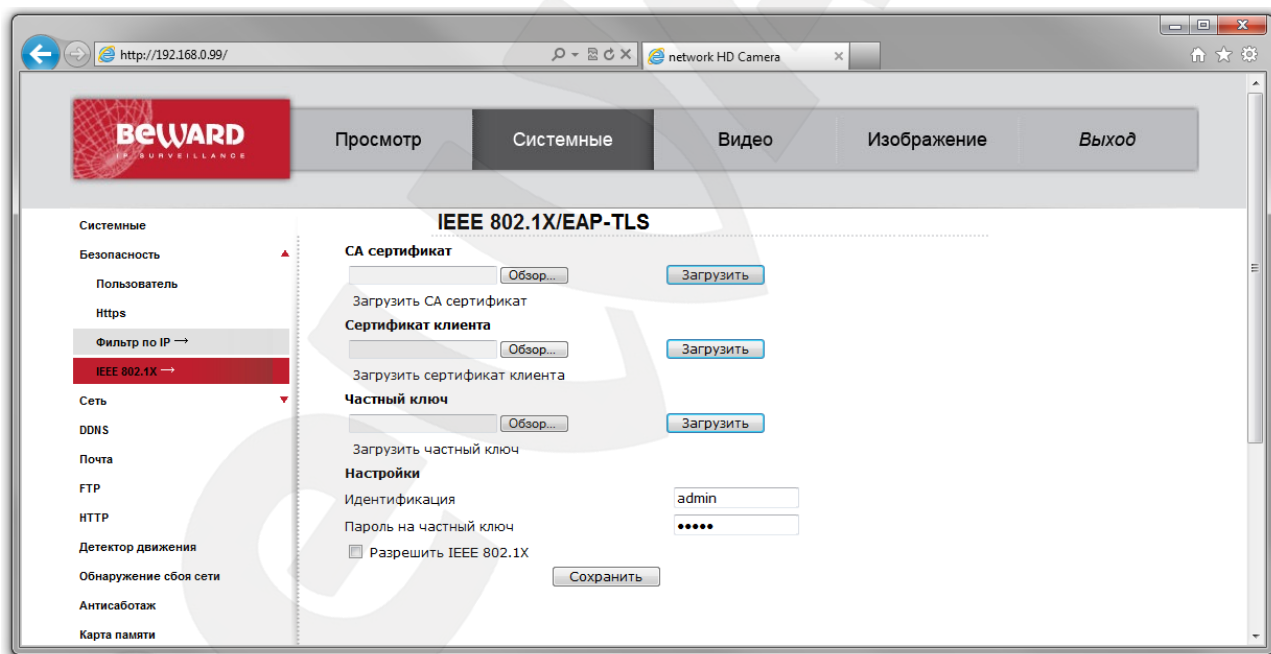 http://192.168.0.99/
network HD Camera
BEWARD
IP SURVEILLANCE
Просмотр
Системные
Видео
Изображение
Выход
Системные
Безопасность
Пользователь
Https
Фильтр по IP →
IEEE 802.1X →
Сеть
DDNS
Почта
FTP
HTTP
Детектор движения
Обнаружение сбоя сети
Антисаботаж
Карта памяти
IEEE 802.1X/EAP-TLS
CA сертификат
Обзор... Загрузить
Загрузить CA сертификат
Сертификат клиента
Обзор... Загрузить
Загрузить сертификат клиента
Частный ключ
Обзор... Загрузить
Загрузить частный ключ
Настройки
Идентификация admin
Пароль на частный ключ •••••
Разрешить IEEE 802.1X
Сохранить